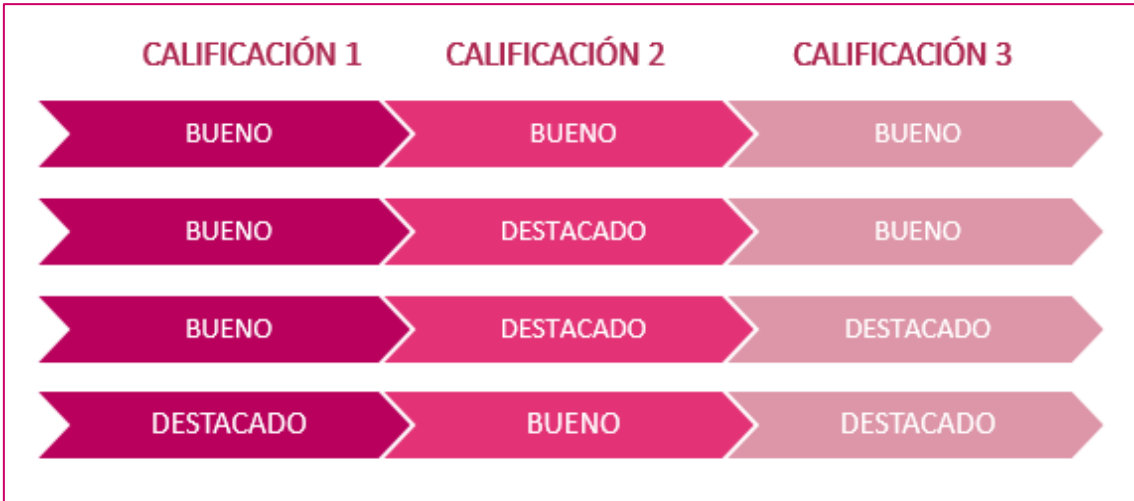 CALIFICACIÓN 1 CALIFICACIÓN 2 CALIFICACIÓN 3
BUENO BUENO BUENO
BUENO DESTACADO BUENO
BUENO DESTACADO DESTACADO
DESTACADO BUENO DESTACADO